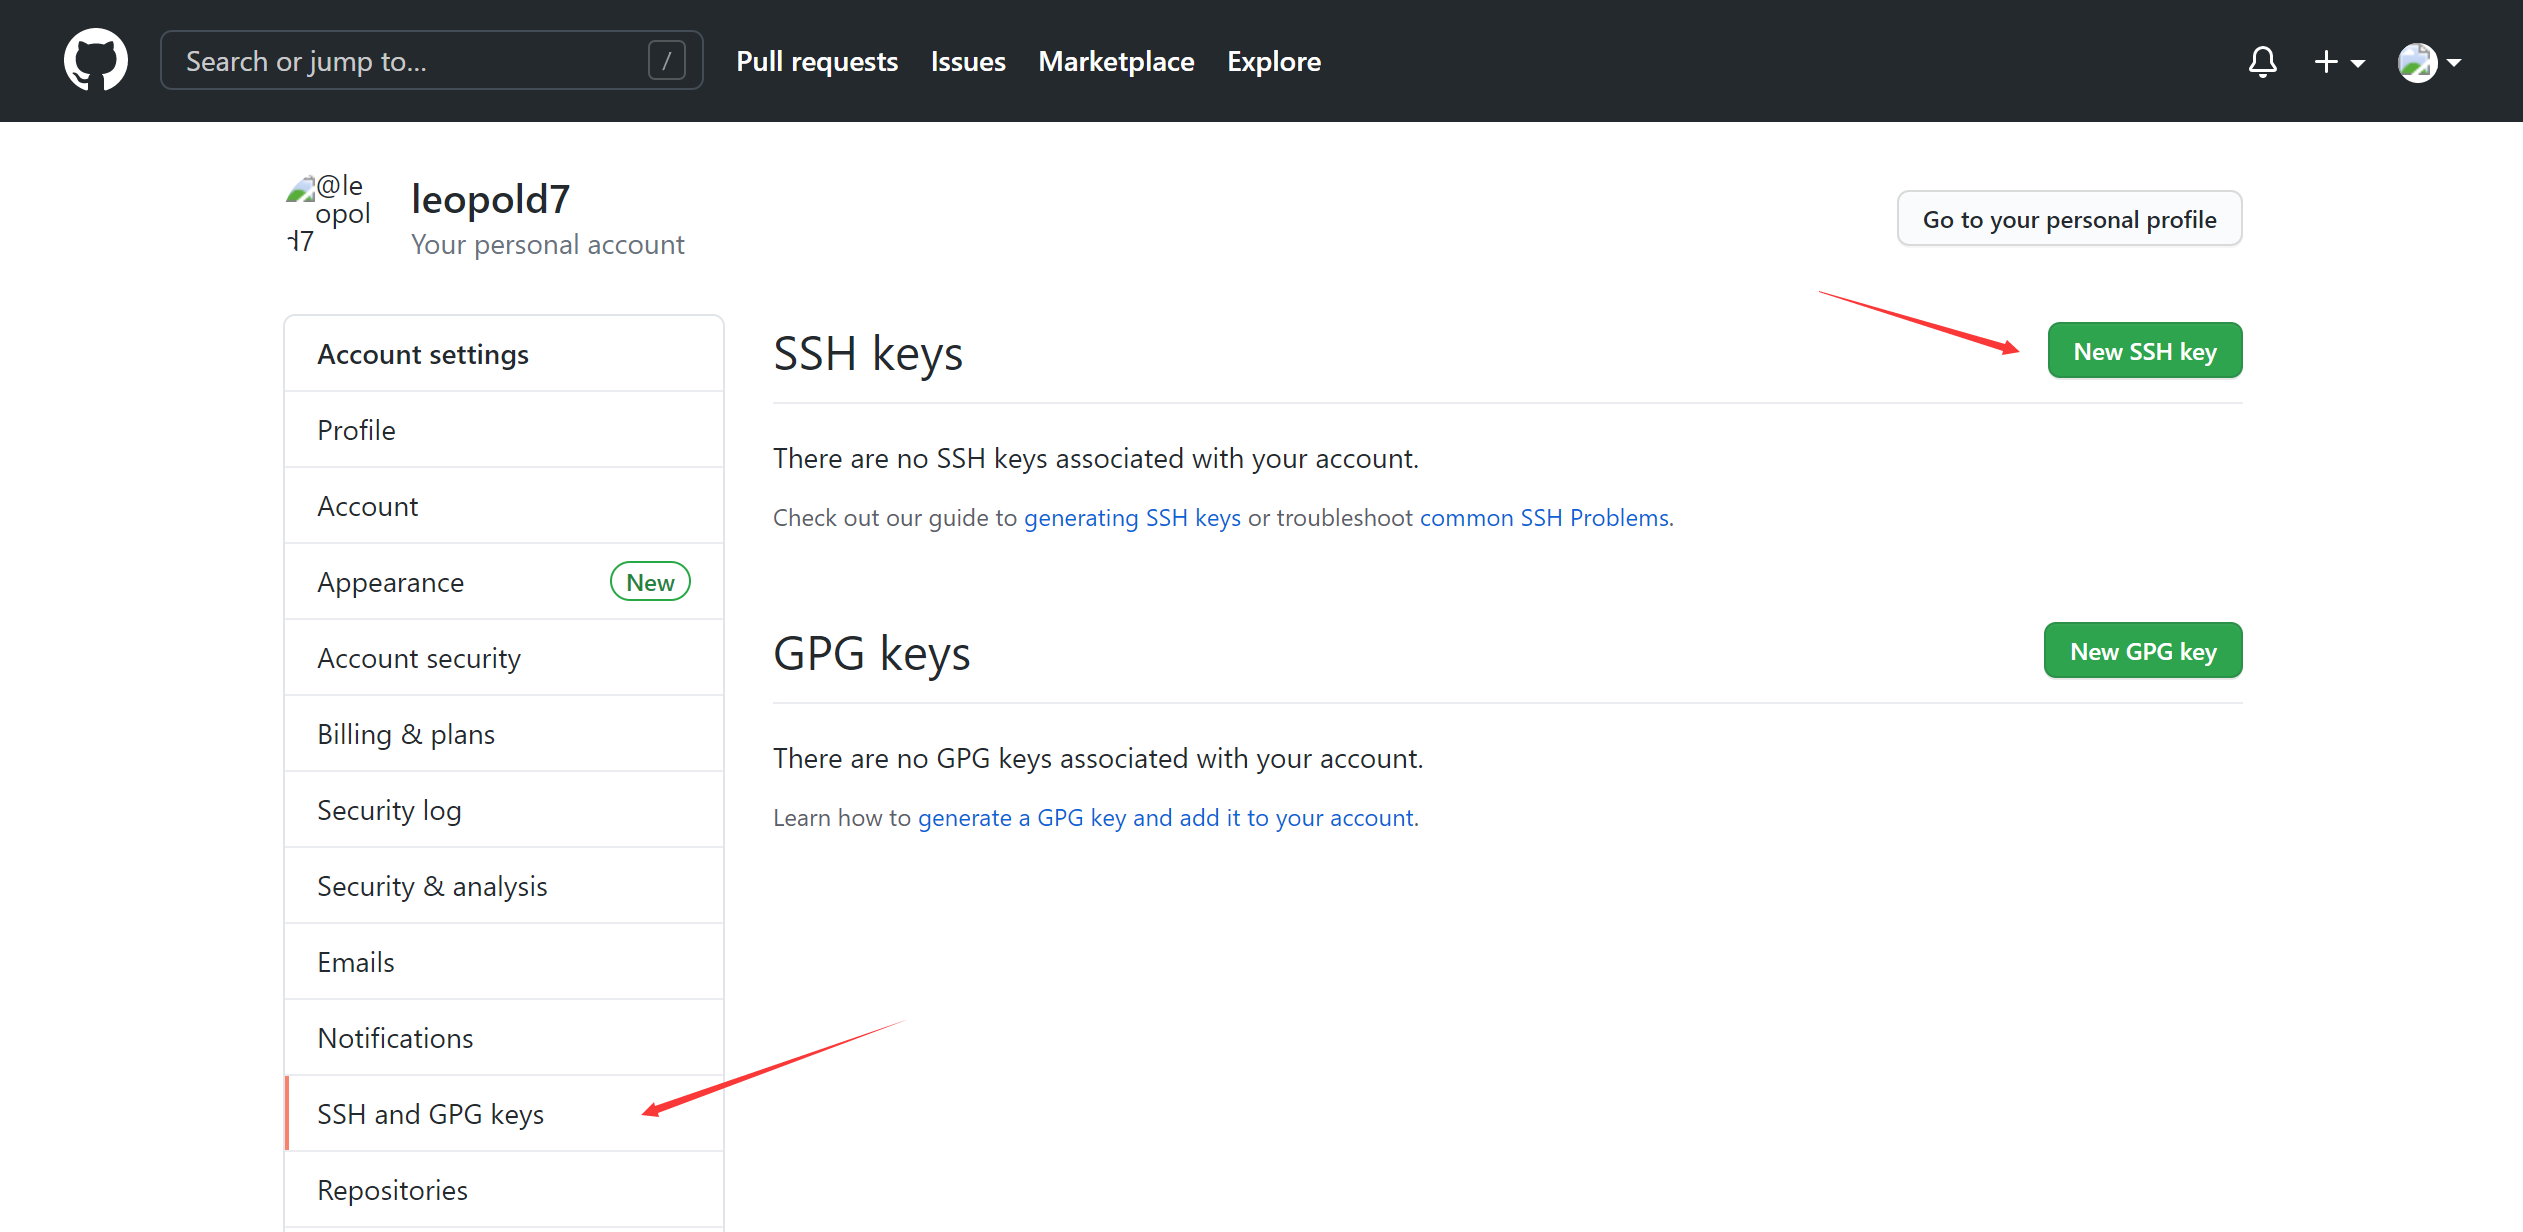 Search or jump to... / Pull requests Issues Marketplace Explore
@le
opol
d7
leopold7
Your personal account
Go to your personal profile
Account settings
Profile
Account
Appearance New
Account security
Billing & plans
Security log
Security & analysis
Emails
Notifications
SSH and GPG keys
Repositories
SSH keys New SSH key
There are no SSH keys associated with your account.
Check out our guide to generating SSH keys or troubleshoot common SSH Problems.
GPG keys New GPG key
There are no GPG keys associated with your account.
Learn how to generate a GPG key and add it to your account.